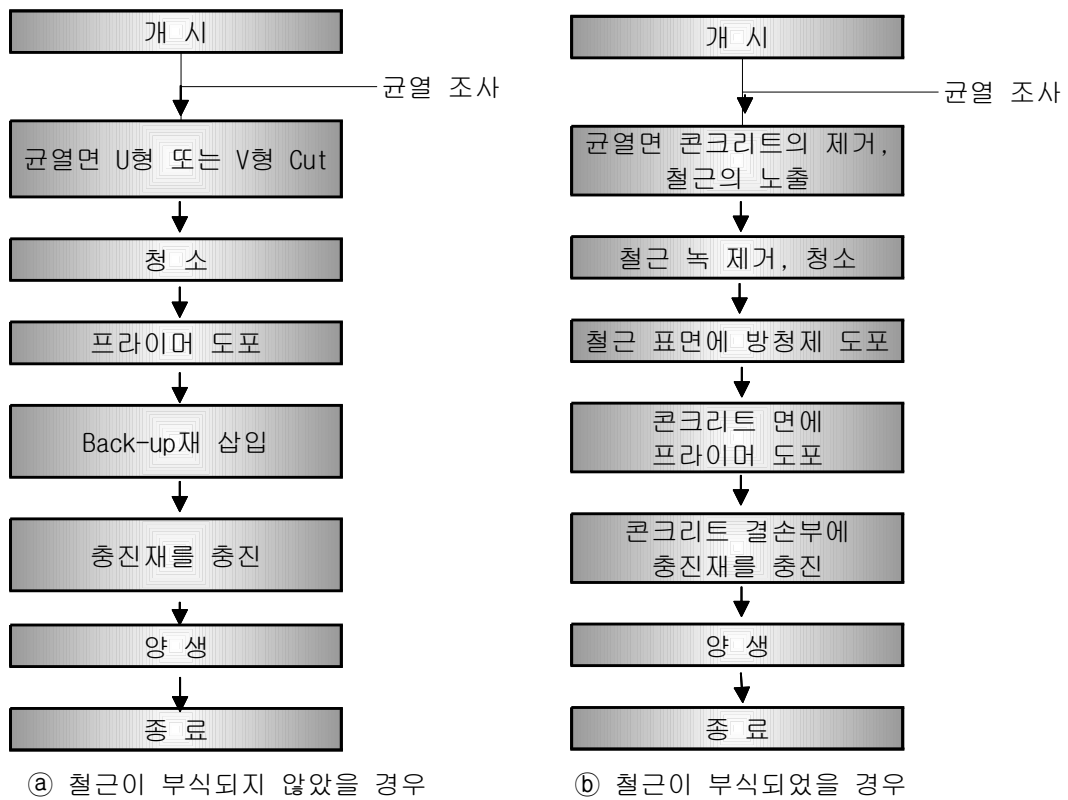 개 시
균열 조사
균열면 U형 또는 V형 Cut
청 소
프라이머 도포
Back-up재 삽입
충진재를 충진
양 생
종 료
ⓐ 철근이 부식되지 않았을 경우
개 시
균열 조사
균열면 콘크리트의 제거,
철근의 노출
철근 녹 제거, 청소
철근 표면에 방청제 도포
콘크리트 면에
프라이머 도포
콘크리트 결손부에
충진재를 충진
양 생
종 료
ⓑ 철근이 부식되었을 경우